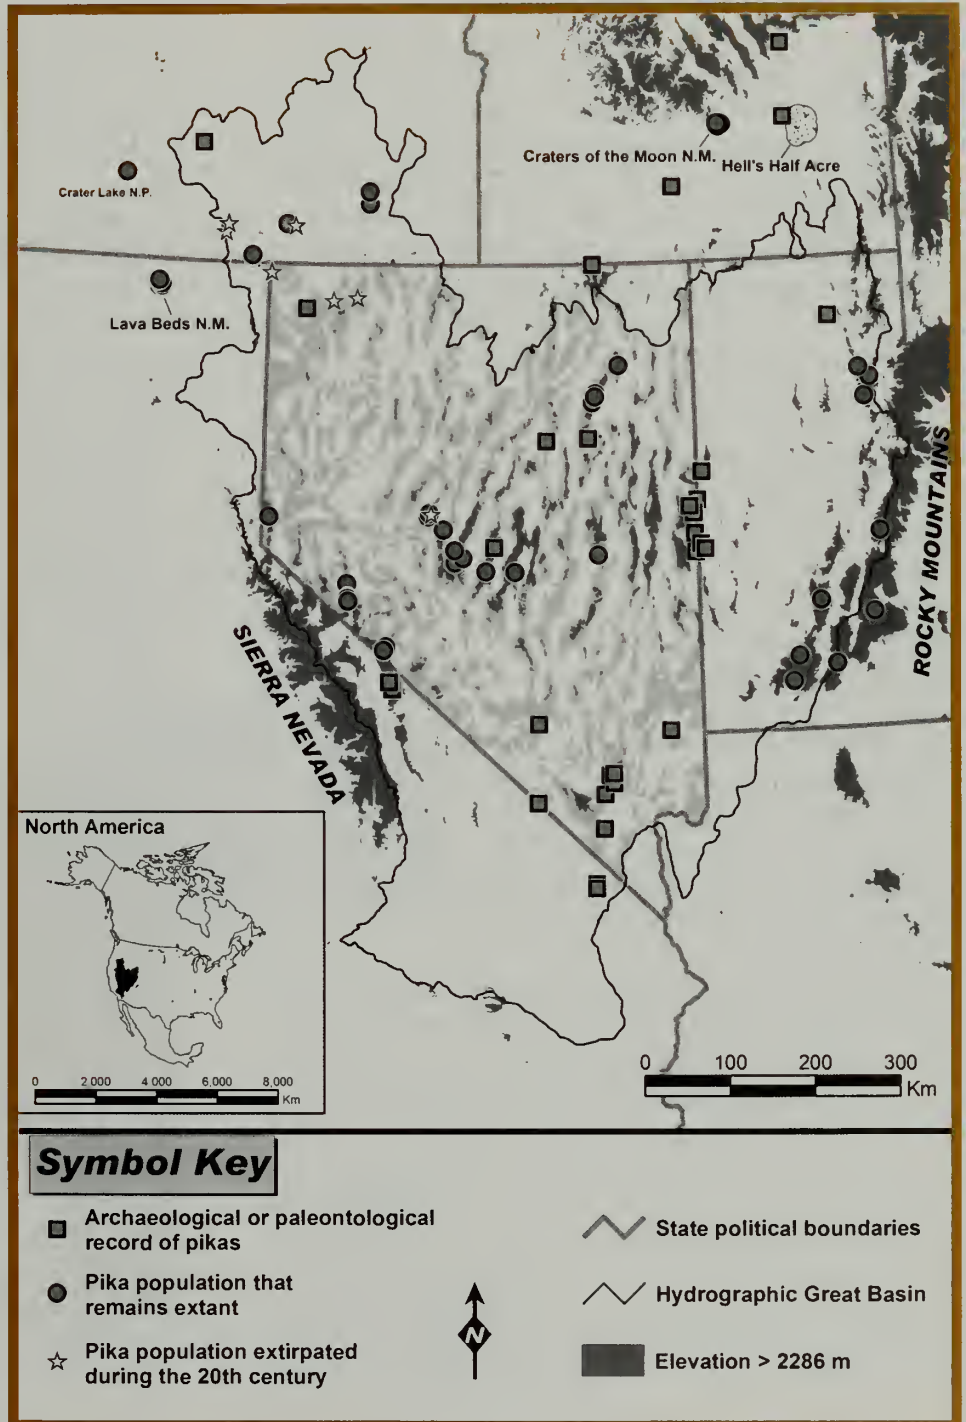 Craters of the Moon N.M.
Hell's Half Acre
Crater Lake N.P.
Lava Beds N.M.
ROCKY MOUNTAINS
SIERRA NEVADA
North America
0 2 000 4 000 6,000 8,000
Km
0 100 200 300
Km
Symbol Key
Archaeological or paleontological
record of pikas
Pika population that
remains extant
Pika population extirpated
during the 20th century
N
State political boundaries
Hydrographic Great Basin
Elevation > 2286 m